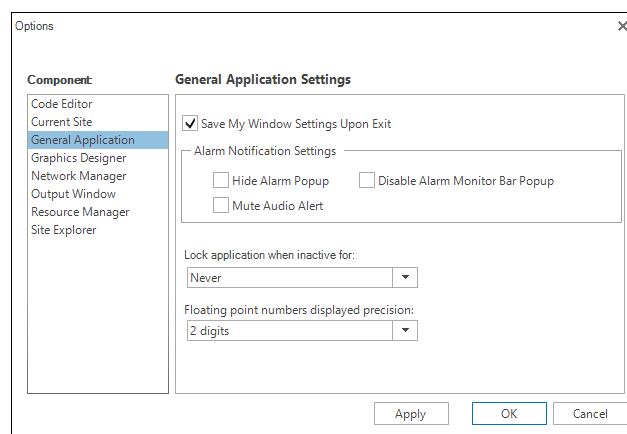 Options
Component:
General Application Settings
Code Editor
Current Site
General Application
Graphics Designer
Network Manager
Output Window
Resource Manager
Site Explorer
Save My Window Settings Upon Exit
Alarm Notification Settings
Hide Alarm Popup
Disable Alarm Monitor Bar Popup
Mute Audio Alert
Lock application when inactive for:
Never
Floating point numbers displayed precision:
2 digits
Apply
OK
Cancel